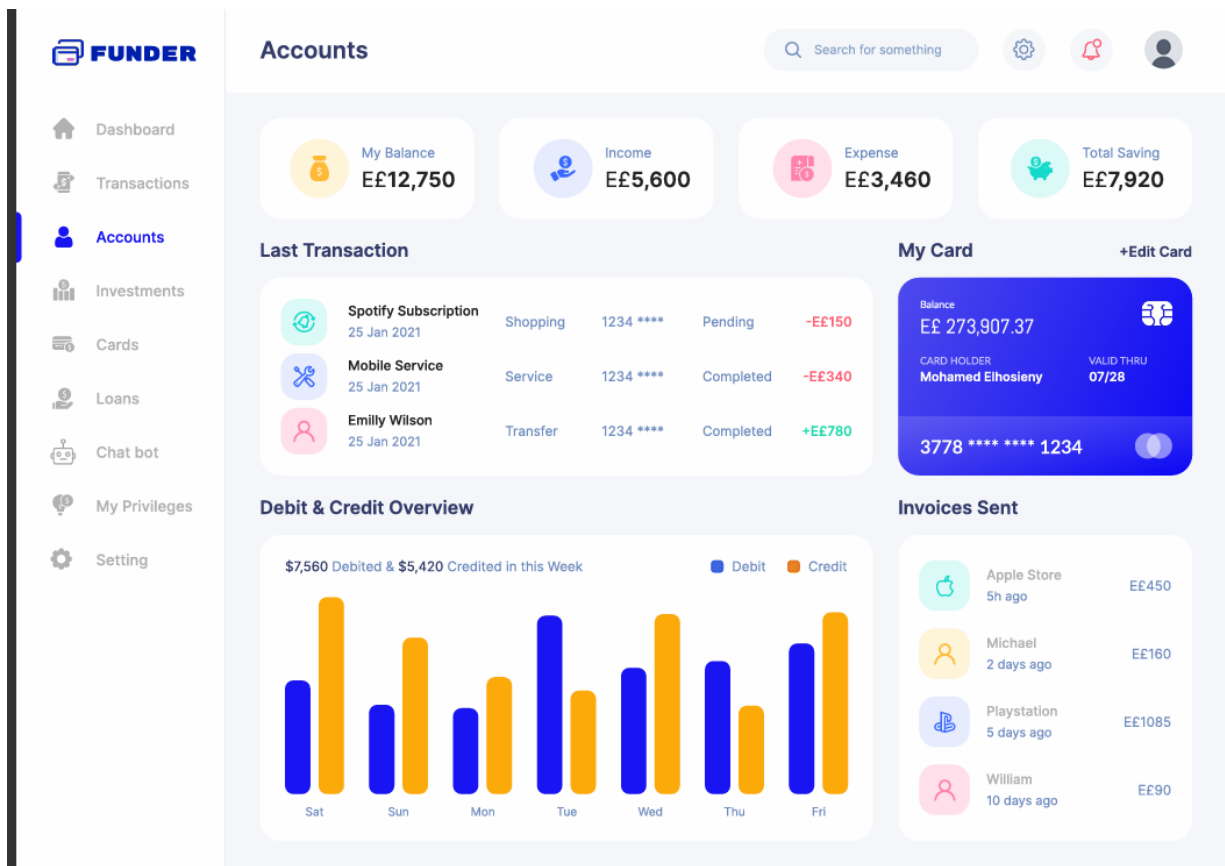 FUNDER
Accounts
Search for something
Dashboard
Transactions
Accounts
Investments
Cards
Loans
Chat bot
My Privileges
Setting
My Balance
E£12,750
Income
E£5,600
Expense
E£3,460
Total Saving
E£7,920
Last Transaction
Spotify Subscription
25 Jan 2021
Shopping
1234 ****
Pending
-E£150
Mobile Service
25 Jan 2021
Service
1234 ****
Completed
-E£340
Emilly Wilson
25 Jan 2021
Transfer
1234 ****
Completed
+E£780
My Card
+Edit Card
Balance
E£ 273,907.37
CARD HOLDER
Mohamed Elhosieny
VALID THRU
07/28
3778 **** **** 1234
Debit & Credit Overview
$7,560 Debited & $5,420 Credited in this Week
Debit
Credit
Sat
Sun
Mon
Tue
Wed
Thu
Fri
Invoices Sent
Apple Store
5h ago
E£450
Michael
2 days ago
E£160
Playstation
5 days ago
E£1085
William
10 days ago
E£90